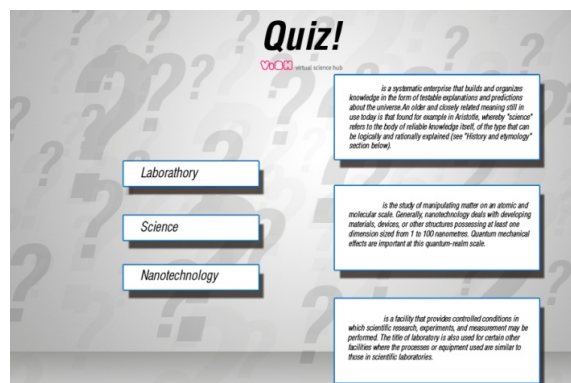 Quiz!
ViSH virtual science hub
is a systematic enterprise that builds and organizes
knowledge in the form of testable explanations and predictions
about the universe.An older and closely related meaning still in
use today is that found for example in Aristotle, whereby "science"
refers to the body of reliable knowledge itself, of the type that can
be logically and rationally explained (see "History and etymology"
section below).
Laborathory
Science
Nanotechnology
is the study of manipulating matter on an atomic and
molecular scale. Generally, nanotechnology deals with developing
materials, devices, or other structures possessing at least one
dimension sized from 1 to 100 nanometres. Quantum mechanical
effects are important at this quantum-realm scale.
is a facility that provides controlled conditions in
which scientific research, experiments, and measurement may be
performed. The title of laboratory is also used for certain other
facilities where the processes or equipment used are similar to
those in scientific laboratories.